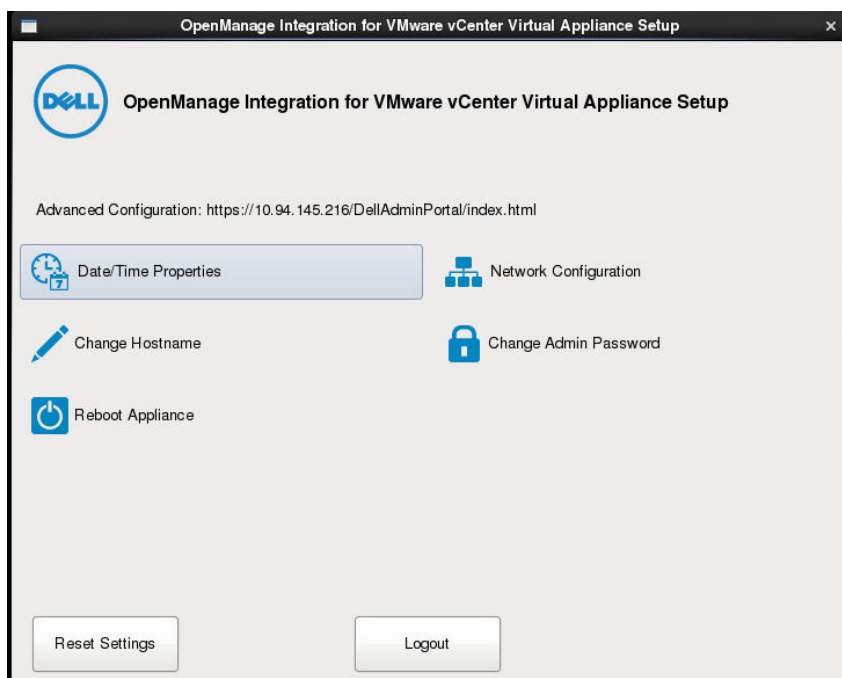 OpenManage Integration for VMware vCenter Virtual Appliance Setup
DELL
OpenManage Integration for VMware vCenter Virtual Appliance Setup
Advanced Configuration: https://10.94.145.216/DellAdminPortal/index.html
7
Date/Time Properties
Network Configuration
Change Hostname
Change Admin Password
Reboot Appliance
Reset Settings
Logout